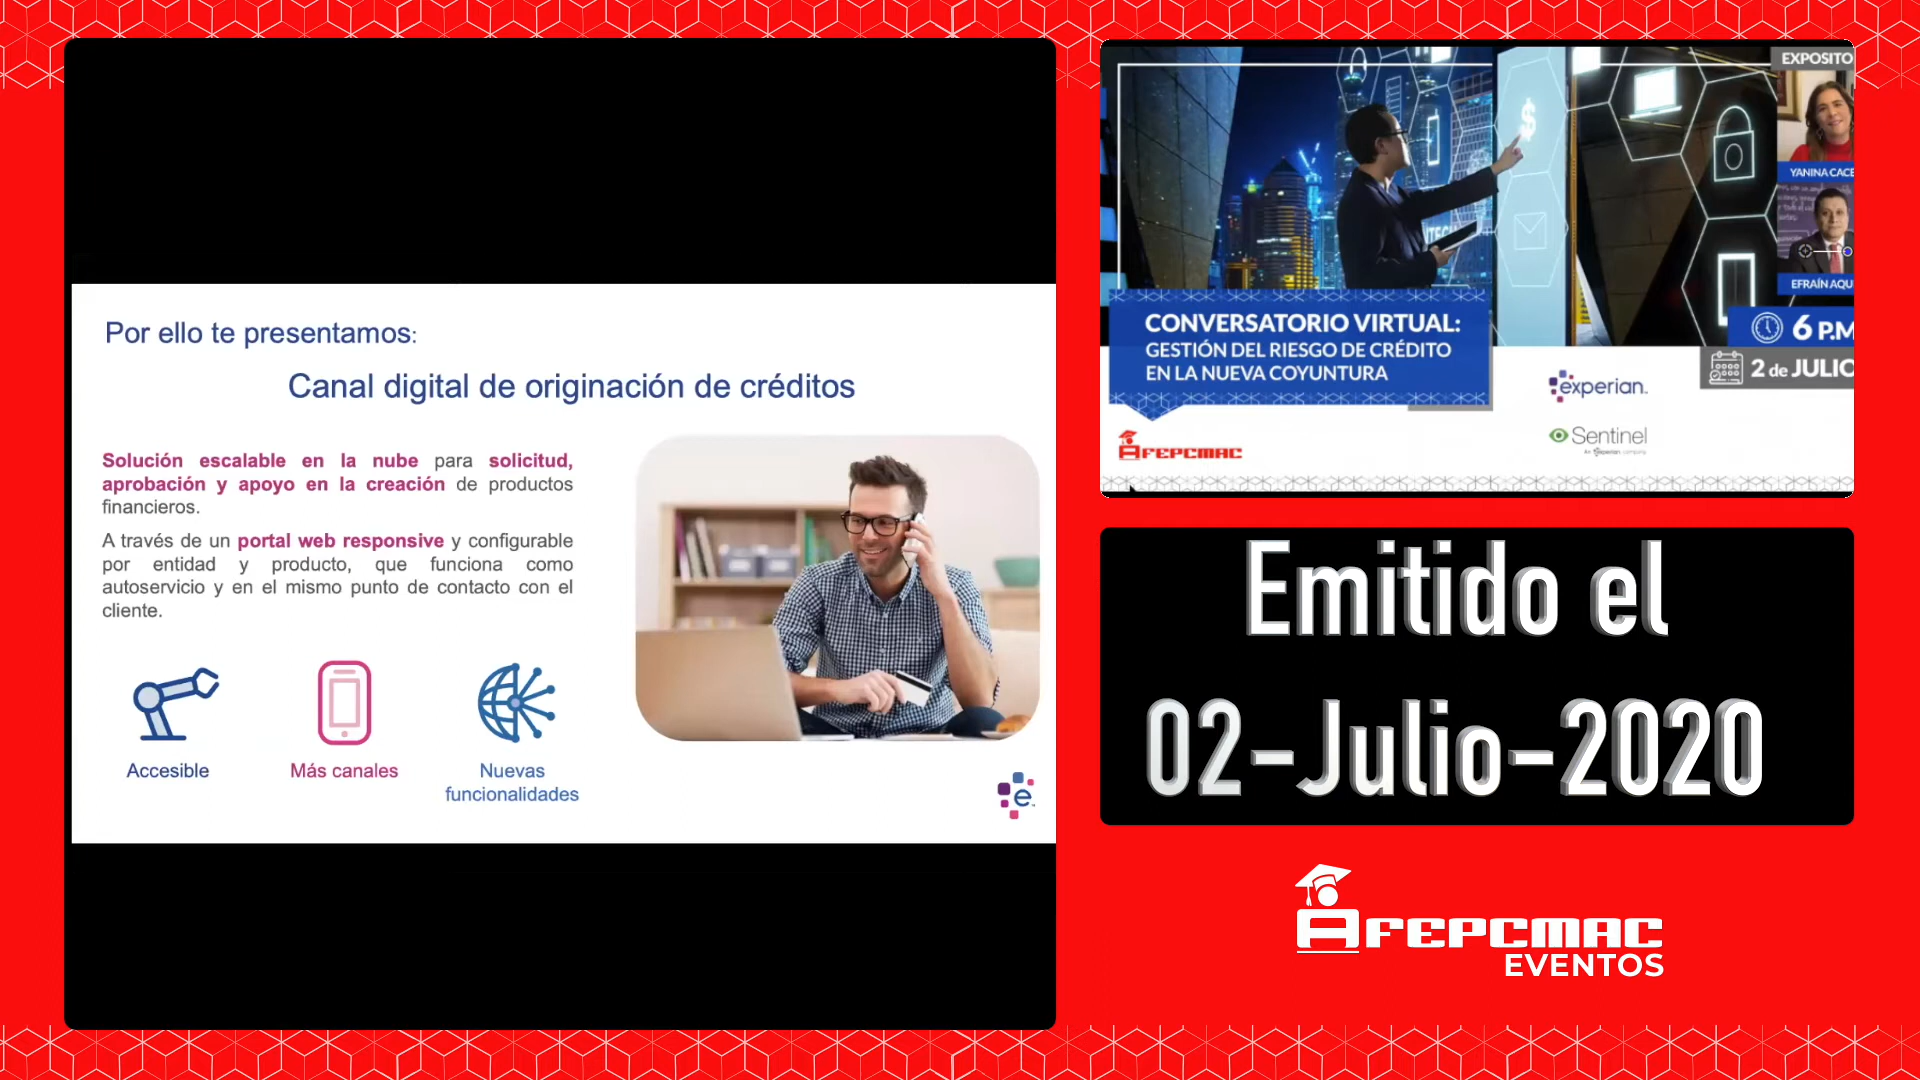 Por ello te presentamos:
Canal digital de originación de créditos
Solución escalable en la nube para solicitud,
aprobación y apoyo en la creación de productos
financieros.
A través de un portal web responsive y configurable
por entidad y producto, que funciona como
autoservicio y en el mismo punto de contacto con el
cliente.
Accesible
Más canales
Nuevas
funcionalidades
e
EXPOSITO
YANINA CACE
EFRAÍN AQU
6 P.M
2 de JULIO
CONVERSATORIO VIRTUAL:
GESTIÓN DEL RIESGO DE CRÉDITO
EN LA NUEVA COYUNTURA
experian.
Sentinel
AFEPCMAC
Emitido el
02-Julio-2020
AFEPCMAC
EVENTOS